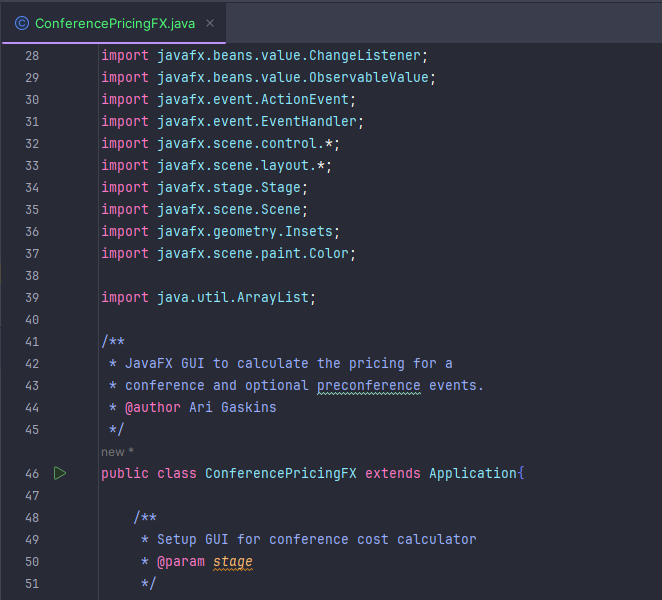 C ConferencePricingFX.java ×
28 import javafx.beans.value.ChangeListener;
29 import javafx.beans.value.ObservableValue;
30 import javafx.event.ActionEvent;
31 import javafx.event.EventHandler;
32 import javafx.scene.control.*;
33 import javafx.scene.layout.*;
34 import javafx.stage.Stage;
35 import javafx.scene.Scene;
36 import javafx.geometry.Insets;
37 import javafx.scene.paint.Color;
38
39 import java.util.ArrayList;
40
41 /**
42 * JavaFX GUI to calculate the pricing for a
43 * conference and optional preconference events.
44 * @author Ari Gaskins
45 */
new *
46 public class ConferencePricingFX extends Application{
47
48 /**
49 * Setup GUI for conference cost calculator
50 * @param stage
51 */